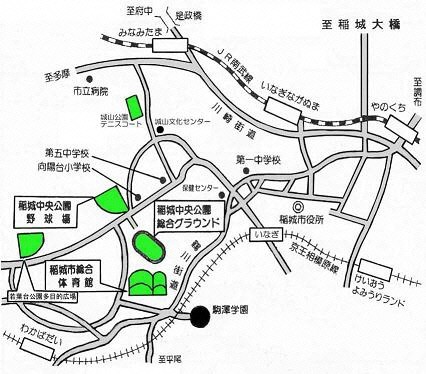 至府中
是政橋
みなみたま
至稲城大橋
至多摩
市立病院
JR南武線
いなぎながぬま
至調布
やのくち
城山公園
テニスコート
城山文化センター
川崎街道
第五中学校
向陽台小学校
第一中学校
保健センター
稲城中央公園
野球場
稲城中央公園
総合グラウンド
稲城市役所
いなぎ
京王相模原線
けいおう
よみうりランド
稲城市総合
体育館
鶴川街道
若葉台公園多目的広場
駒澤学園
わかばだい
至平尾